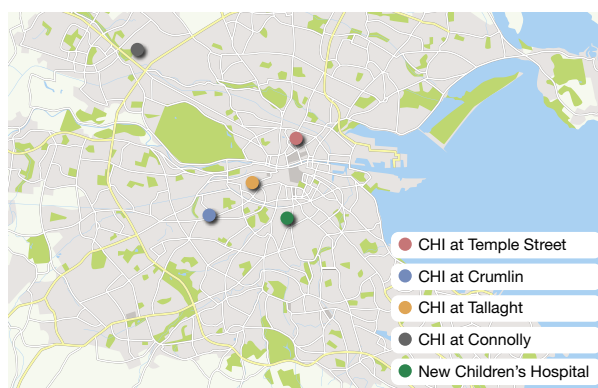 CHI at Temple Street
CHI at Crumlin
CHI at Tallaght
CHI at Connolly
New Children’s Hospital